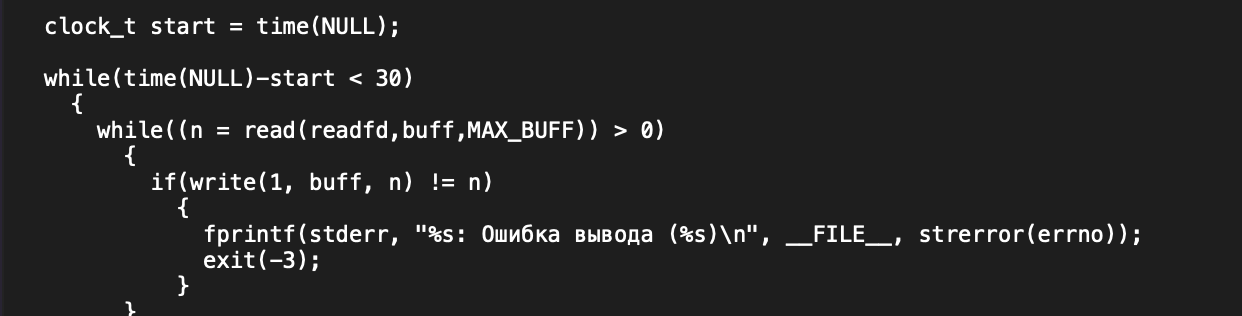 clock_t start = time(NULL);
while(time(NULL)-start < 30)
{
while((n = read(readfd,buff,MAX_BUFF)) > 0)
{
if(write(1, buff, n) != n)
{
fprintf(stderr, "%s: Ошибка вывода (%s)\n", __FILE__, strerror(errno));
exit(-3);
}
}